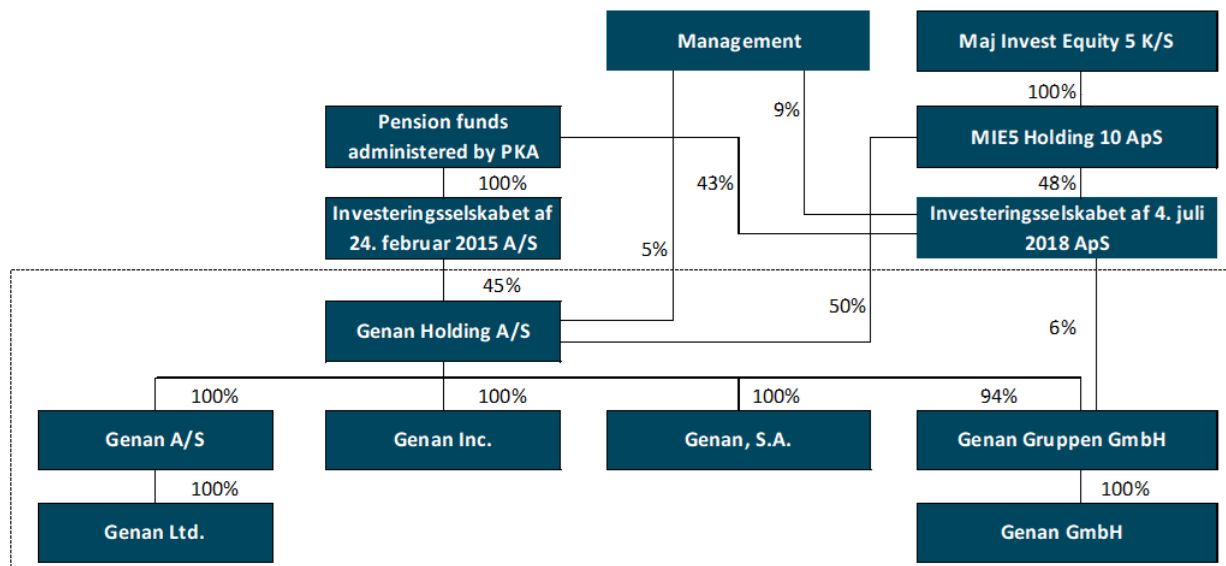 Management
Maj Invest Equity 5 K/S
100%
9%
Pension funds
administered by PKA
MIE5 Holding 10 ApS
100%
43%
48%
Investeringsselskabet af
24. februar 2015 A/S
Investeringsselskabet af 4. juli
2018 ApS
5%
45%
50%
6%
Genan Holding A/S
100%
100%
100%
94%
Genan A/S
Genan Inc.
Genan, S.A.
Genan Gruppen GmbH
100%
100%
Genan Ltd.
Genan GmbH